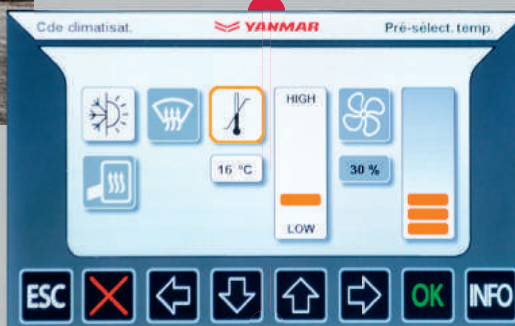 Cde climatisat.
YANMAR
Pré-sélect. temp.
HIGH
16 °C
30 %
LOW
ESC
OK
INFO